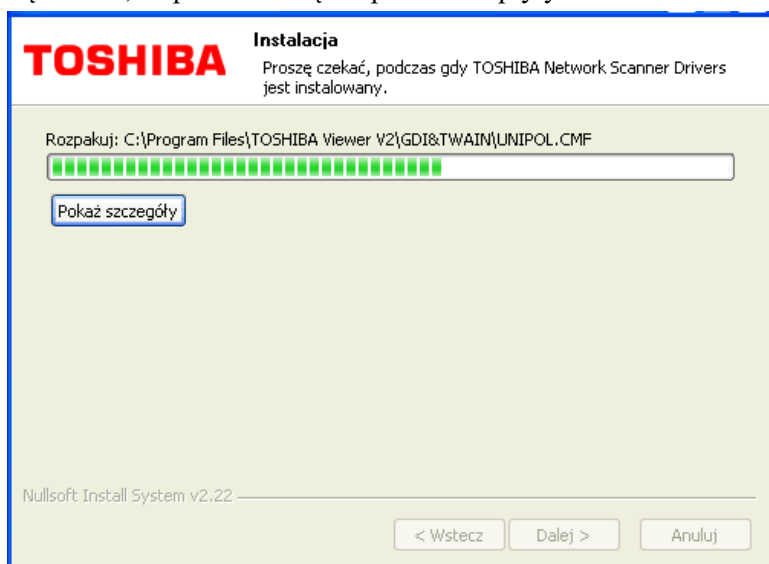 TOSHIBA
Instalacja
Proszę czekać, podczas gdy TOSHIBA Network Scanner Drivers
jest instalowany.
Rozpakuj: C:\Program Files\TOSHIBA Viewer V2\GDI&TWAIN\UNIPOL.CMF
Pokaż szczegóły
Nullsoft Install System v2.22
< Wstecz Dalej > Anuluj